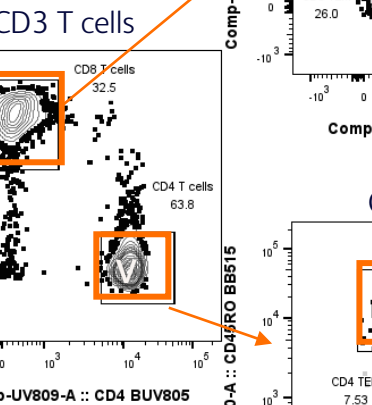 CD3 T cells
CD8 T cells
32.5
CD4 T cells
63.8
0
10³
10⁴
10⁵
-UV809-A :: CD4 BUV805
Comp-
0
26.0
-10³
-10³
0
Comp
-A :: CD45RO BB515
10⁵
10⁴
CD4 TE
7.53
10³